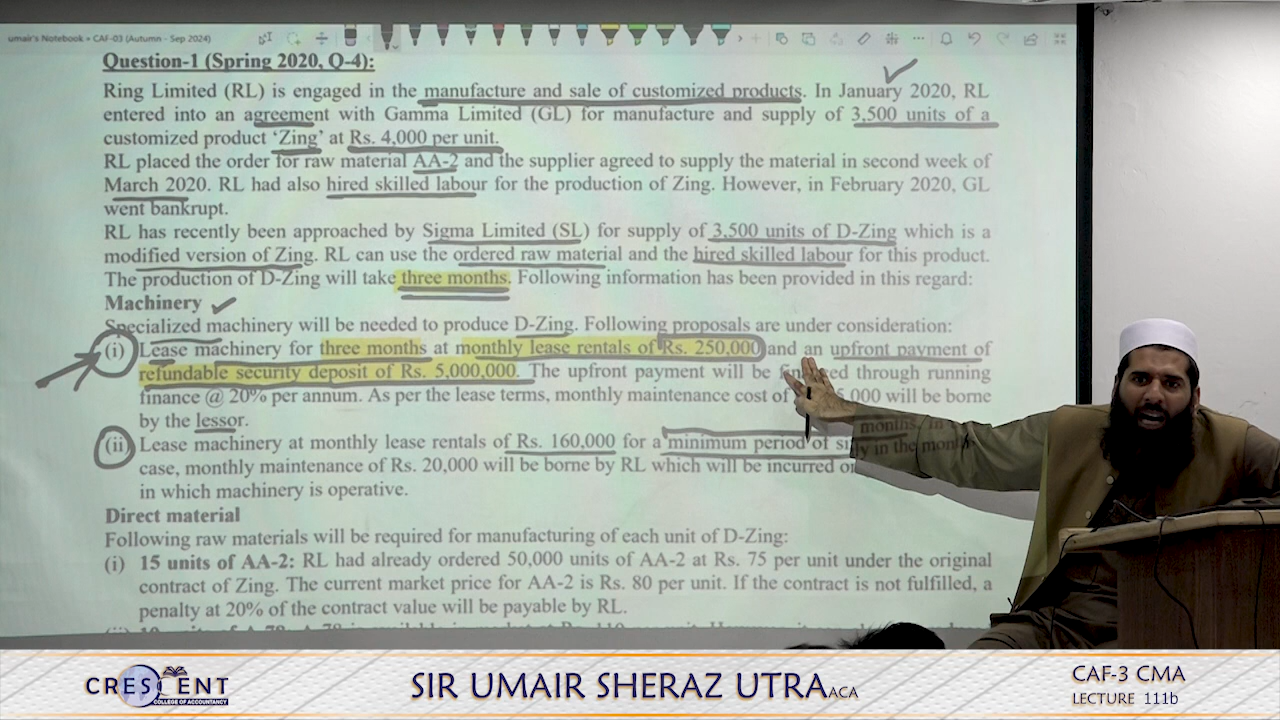 umair's Notebook » CAF-03 (Autumn - Sep 2024)
Question-1 (Spring 2020, Q-4):
Ring Limited (RL) is engaged in the manufacture and sale of customized products. In January 2020, RL
entered into an agreement with Gamma Limited (GL) for manufacture and supply of 3,500 units of a
customized product ‘Zing’ at Rs. 4,000 per unit.
RL placed the order for raw material AA-2 and the supplier agreed to supply the material in second week of
March 2020. RL had also hired skilled labour for the production of Zing. However, in February 2020, GL
went bankrupt.
RL has recently been approached by Sigma Limited (SL) for supply of 3,500 units of D-Zing which is a
modified version of Zing. RL can use the ordered raw material and the hired skilled labour for this product.
The production of D-Zing will take three months. Following information has been provided in this regard:
Machinery
Specialized machinery will be needed to produce D-Zing. Following proposals are under consideration:
(i) Lease machinery for three months at monthly lease rentals of Rs. 250,000 and an upfront payment of
refundable security deposit of Rs. 5,000,000. The upfront payment will be through running
finance @ 20% per annum. As per the lease terms, monthly maintenance cost of 5,000 will be borne
by the lessor.
(ii) Lease machinery at monthly lease rentals of Rs. 160,000 for a minimum period of months. In
case, monthly maintenance of Rs. 20,000 will be borne by RL which will be incurred in the
in which machinery is operative.
Direct material
Following raw materials will be required for manufacturing of each unit of D-Zing:
(i) 15 units of AA-2: RL had already ordered 50,000 units of AA-2 at Rs. 75 per unit under the original
contract of Zing. The current market price for AA-2 is Rs. 80 per unit. If the contract is not fulfilled, a
penalty at 20% of the contract value will be payable by RL.
CRESCENT
COLLEGE OF ACCOUNTANCY
SIR UMAIR SHERAZ UTRA ACA
CAF-3 CMA
LECTURE 111b